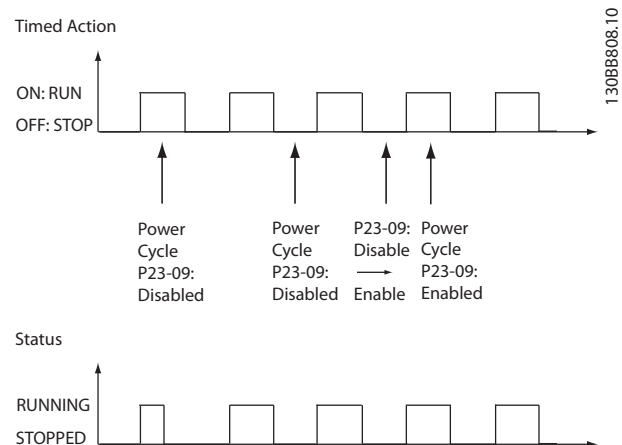 Timed Action
130BB808.10
ON: RUN
OFF: STOP
Power
Cycle
P23-09:
Disabled
Power
Cycle
P23-09:
Disabled
P23-09:
Disable
Enable
Power
Cycle
P23-09:
Enabled
Status
RUNNING
STOPPED